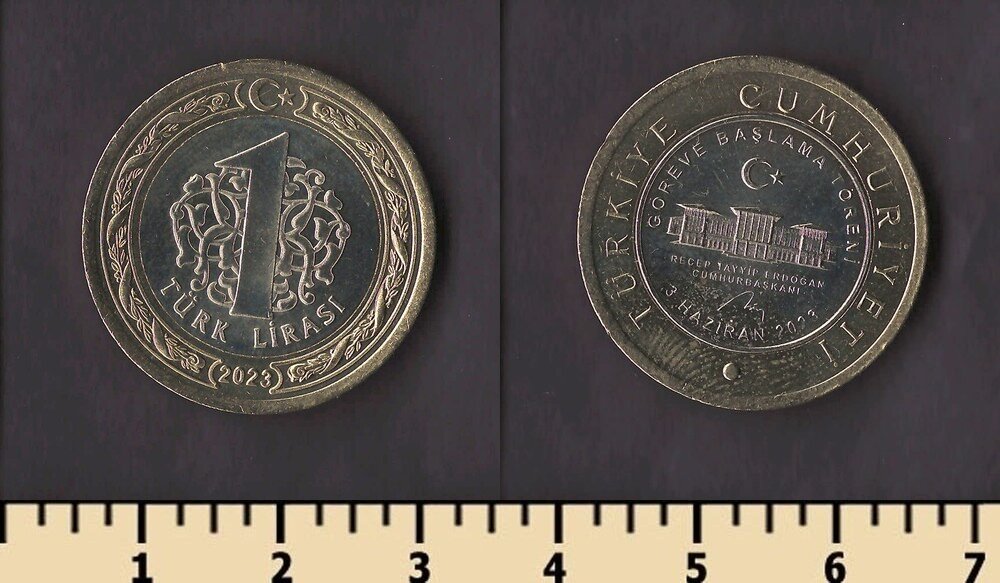 1
TÜRK LİRASI
2023
TÜRKİYE CUMHURİYETİ
GÖREVE BAŞLAMA TÖRENİ
RECEP TAYYİP ERDOĞAN
CUMHURBAŞKANI
3 HAZİRAN 2023
1 2 3 4 5 6 7